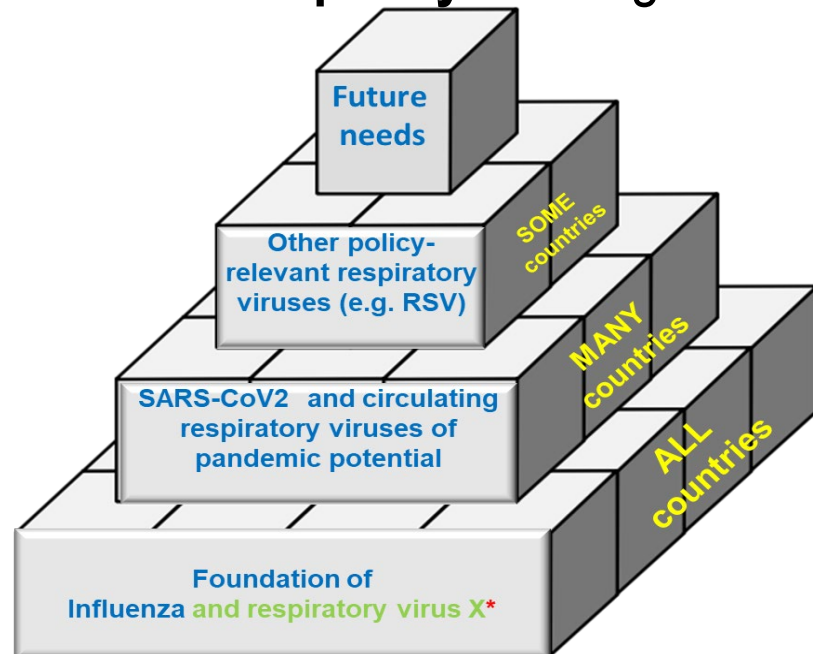 Future
needs
Other policy-
relevant respiratory
viruses (e.g. RSV)
SOME
countries
SARS-CoV2 and circulating
respiratory viruses of
pandemic potential
MANY
countries
Foundation of
Influenza and respiratory virus X*
ALL
countries